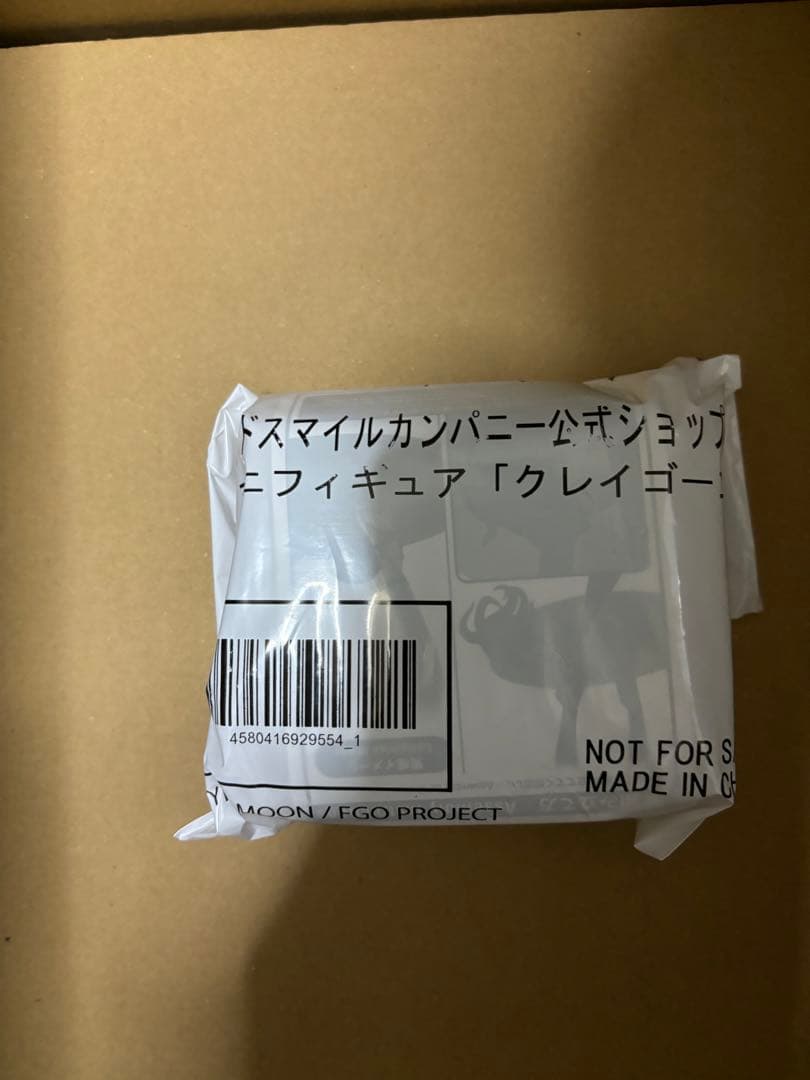 ドスマイルカンパニー公式ショップ
ニフィギュア「クレイゴー
4580416929554_1
NOT FOR S
MADE IN CH
MOON / FGO PROJECT